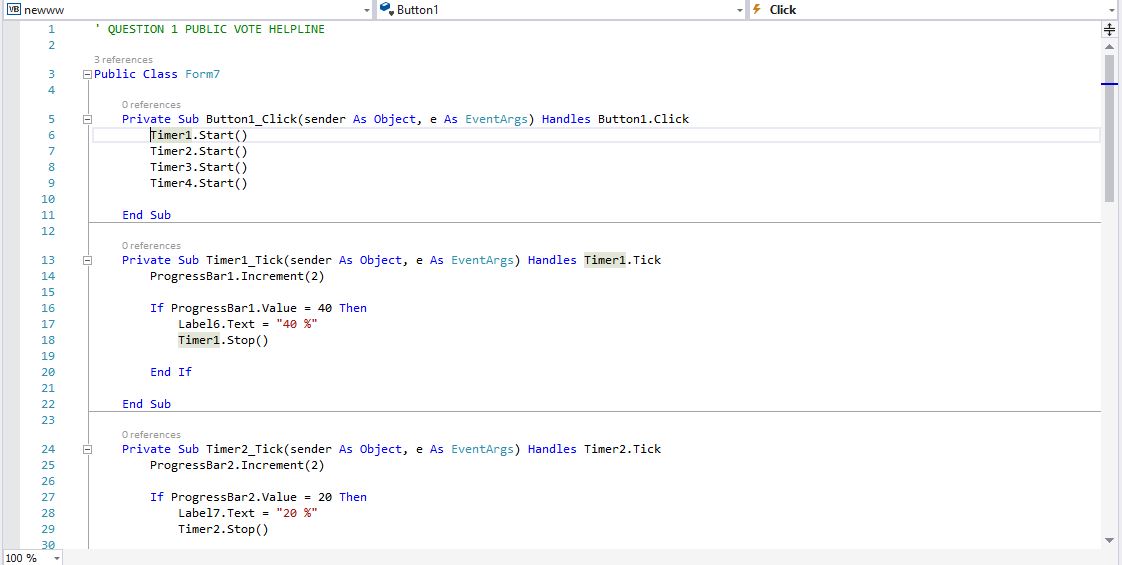 VB newww Button1 Click
1 ' QUESTION 1 PUBLIC VOTE HELPLINE
2
3 references
3 Public Class Form7
4
0 references
5 Private Sub Button1_Click(sender As Object, e As EventArgs) Handles Button1.Click
6 Timer1.Start()
7 Timer2.Start()
8 Timer3.Start()
9 Timer4.Start()
10
11 End Sub
12
0 references
13 Private Sub Timer1_Tick(sender As Object, e As EventArgs) Handles Timer1.Tick
14 ProgressBar1.Increment(2)
15
16 If ProgressBar1.Value = 40 Then
17 Label6.Text = "40 %"
18 Timer1.Stop()
19
20 End If
21
22 End Sub
23
0 references
24 Private Sub Timer2_Tick(sender As Object, e As EventArgs) Handles Timer2.Tick
25 ProgressBar2.Increment(2)
26
27 If ProgressBar2.Value = 20 Then
28 Label7.Text = "20 %"
29 Timer2.Stop()
30
100 %